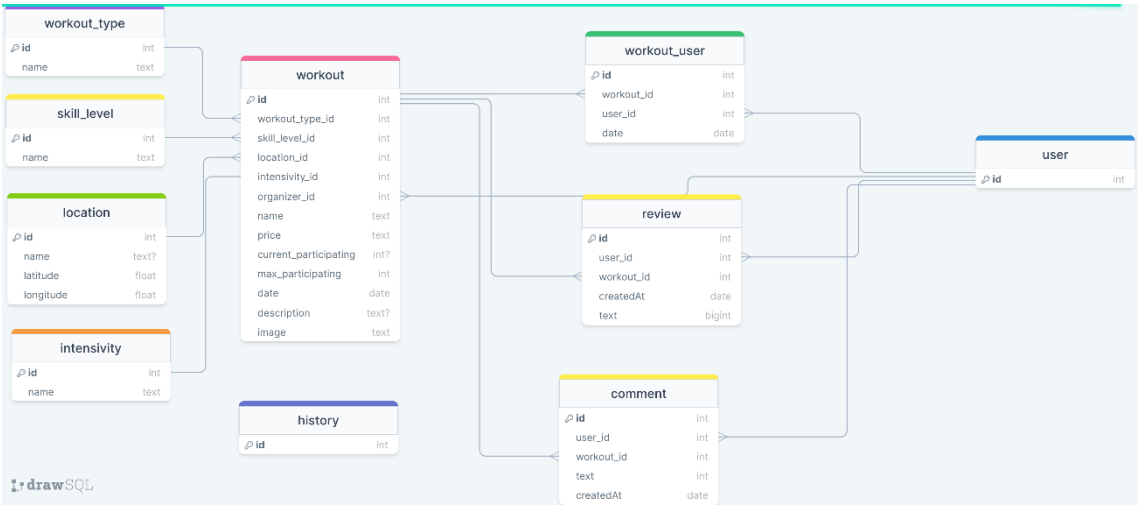 workout_type
id int
name text
skill_level
id int
name text
location
id int
name text?
latitude float
longitude float
intensivity
id int
name text
workout
id int
workout_type_id int
skill_level_id int
location_id int
intensivity_id int
organizer_id int
name text
price text
current_participating int?
max_participating int
date date
description text?
image text
history
id int
workout_user
id int
workout_id int
user_id int
date date
review
id int
user_id int
workout_id int
createdAt date
text bigint
comment
id int
user_id int
workout_id int
text int
createdAt date
user
id int
drawSQL